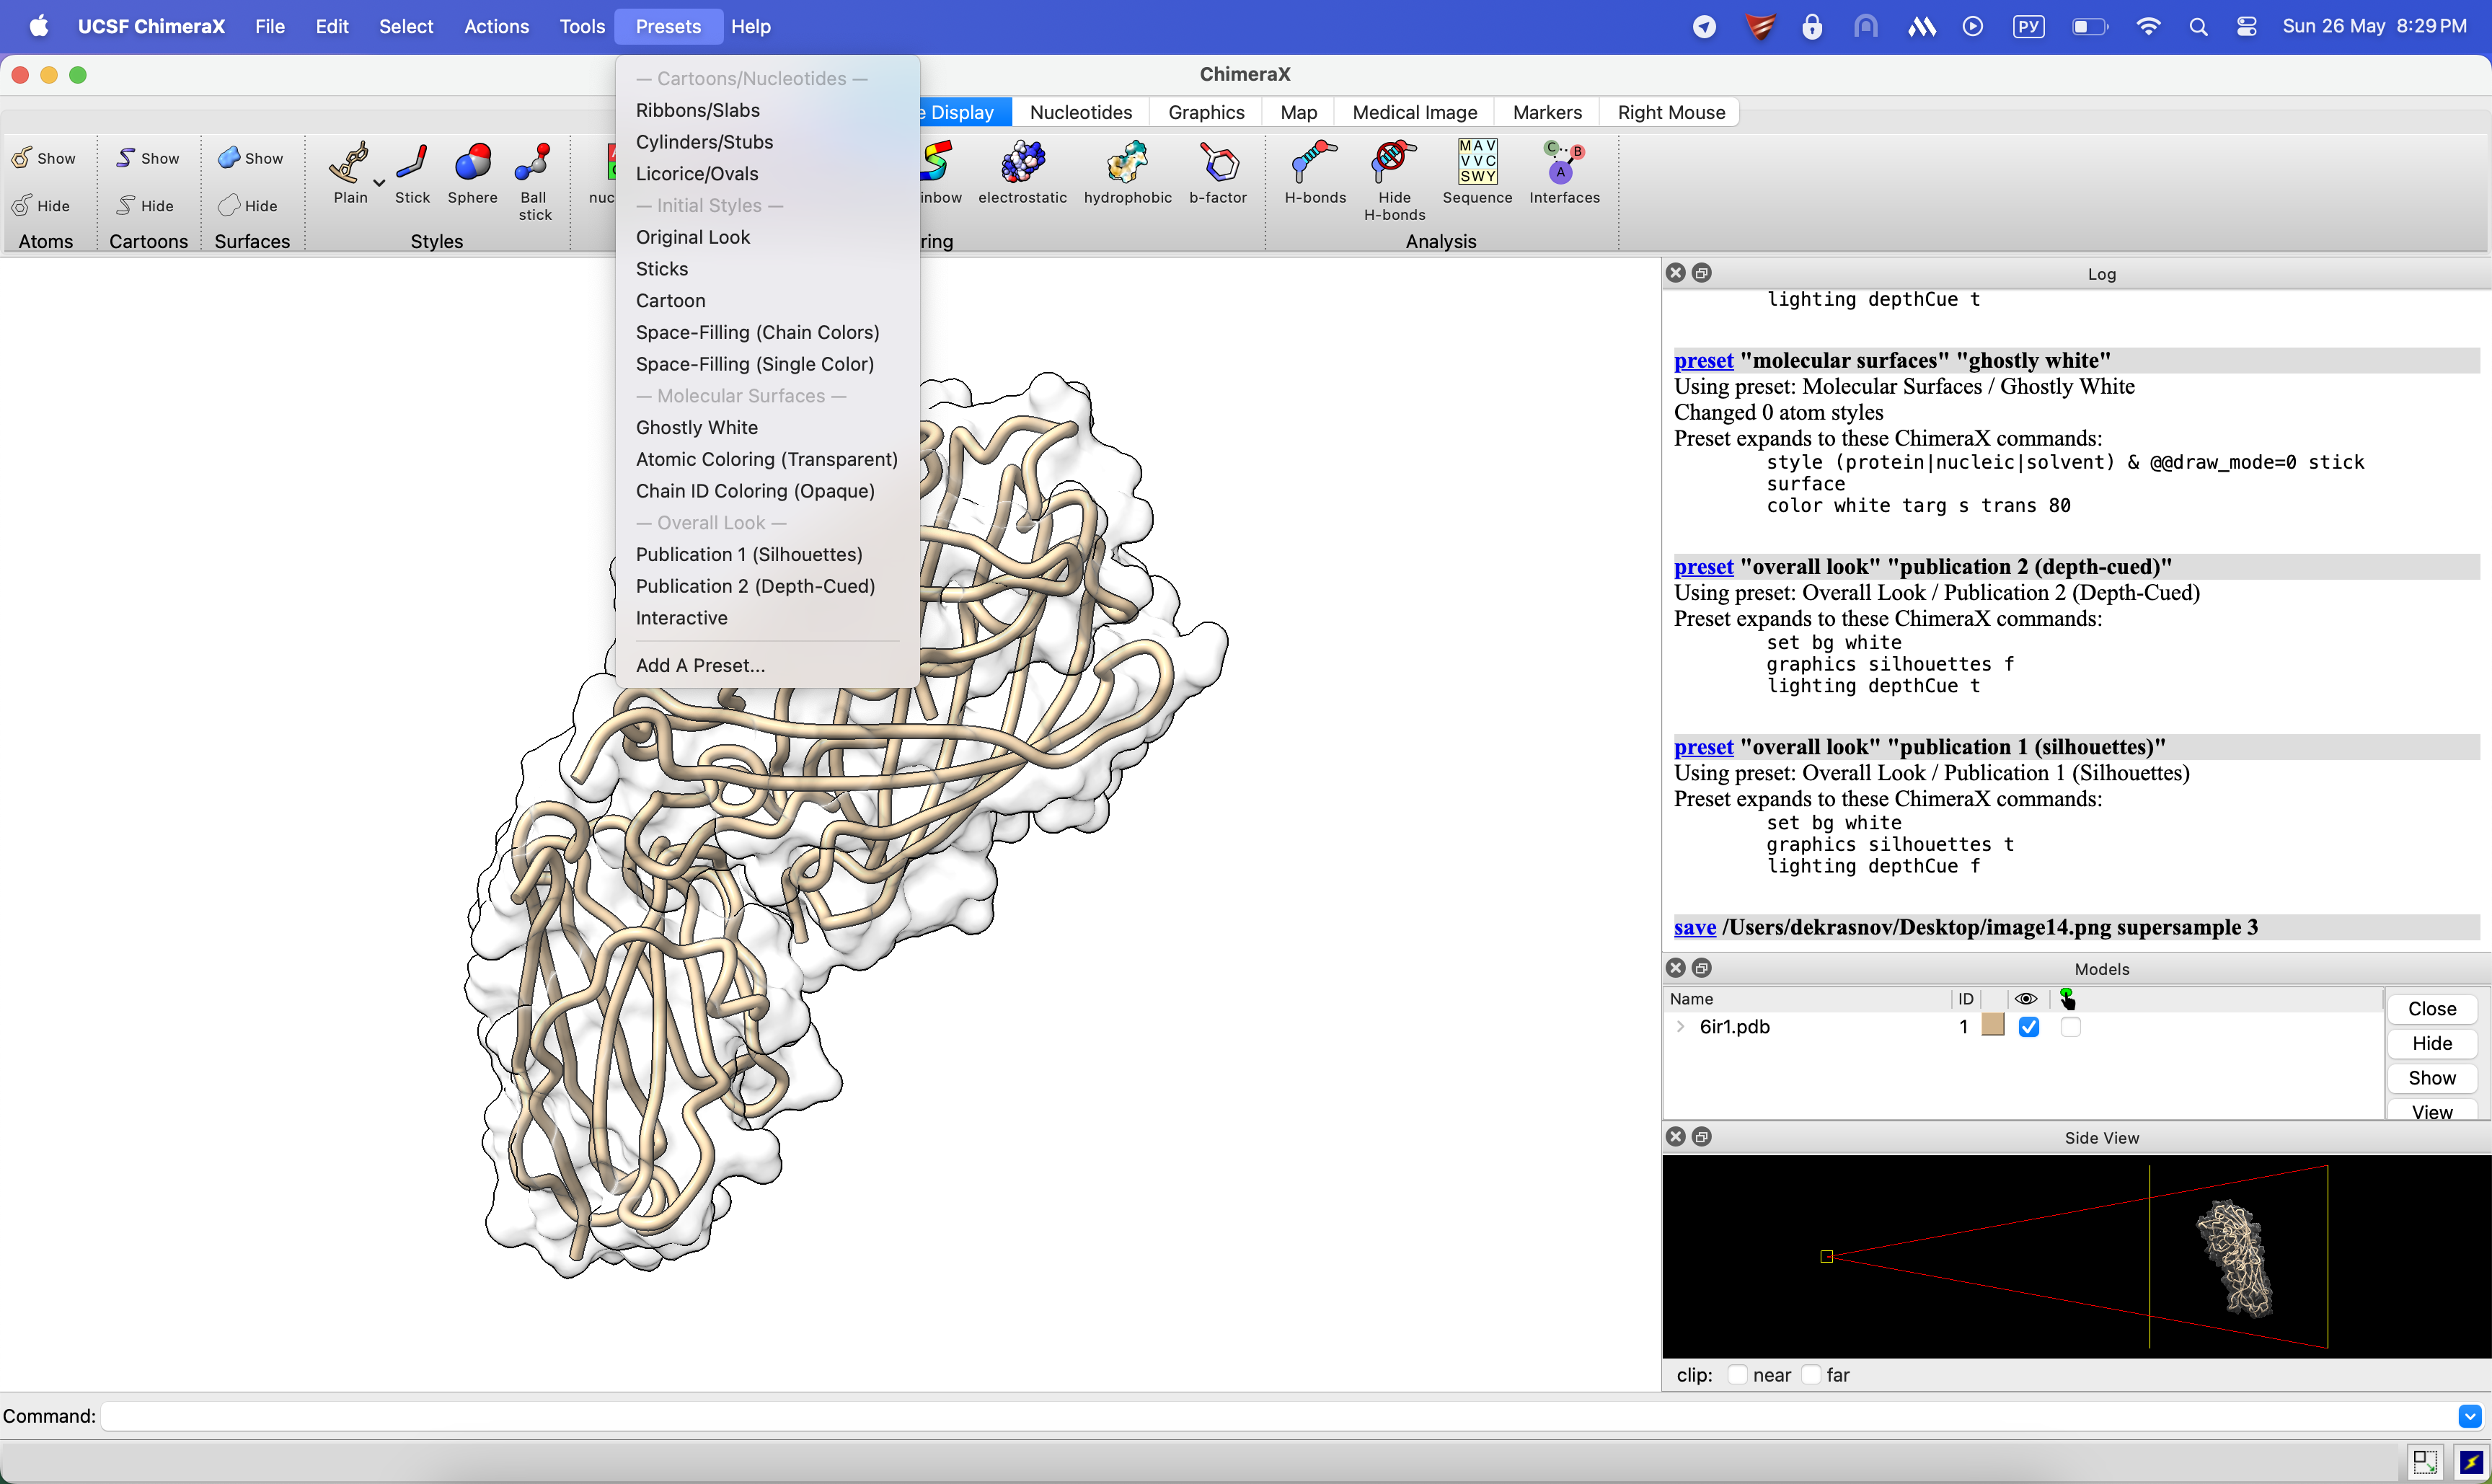 UCSF ChimeraX File Edit Select Actions Tools Presets Help РУ Sun 26 May 8:29 PM
ChimeraX
— Cartoons/Nucleotides —
Ribbons/Slabs
Cylinders/Stubs
Licorice/Ovals
— Initial Styles —
Original Look
Sticks
Cartoon
Space-Filling (Chain Colors)
Space-Filling (Single Color)
— Molecular Surfaces —
Ghostly White
Atomic Coloring (Transparent)
Chain ID Coloring (Opaque)
— Overall Look —
Publication 1 (Silhouettes)
Publication 2 (Depth-Cued)
Interactive
Add A Preset...
e Display Nucleotides Graphics Map Medical Image Markers Right Mouse
Show Show Show
Hide Hide Hide
Atoms Cartoons Surfaces
Plain Stick Sphere Ball stick
Styles
nuc
inbow electrostatic hydrophobic b-factor
ring
H-bonds Hide H-bonds Sequence Interfaces
MAV
VVC
SWY
C B
A
Analysis
Log
lighting depthCue t
preset "molecular surfaces" "ghostly white"
Using preset: Molecular Surfaces / Ghostly White
Changed 0 atom styles
Preset expands to these ChimeraX commands:
style (protein|nucleic|solvent) & @@draw_mode=0 stick
surface
color white targ s trans 80
preset "overall look" "publication 2 (depth-cued)"
Using preset: Overall Look / Publication 2 (Depth-Cued)
Preset expands to these ChimeraX commands:
set bg white
graphics silhouettes f
lighting depthCue t
preset "overall look" "publication 1 (silhouettes)"
Using preset: Overall Look / Publication 1 (Silhouettes)
Preset expands to these ChimeraX commands:
set bg white
graphics silhouettes t
lighting depthCue f
save /Users/dekrasnov/Desktop/image14.png supersample 3
Models
Name ID
6ir1.pdb 1
Close
Hide
Show
View
Side View
clip: near far
Command: